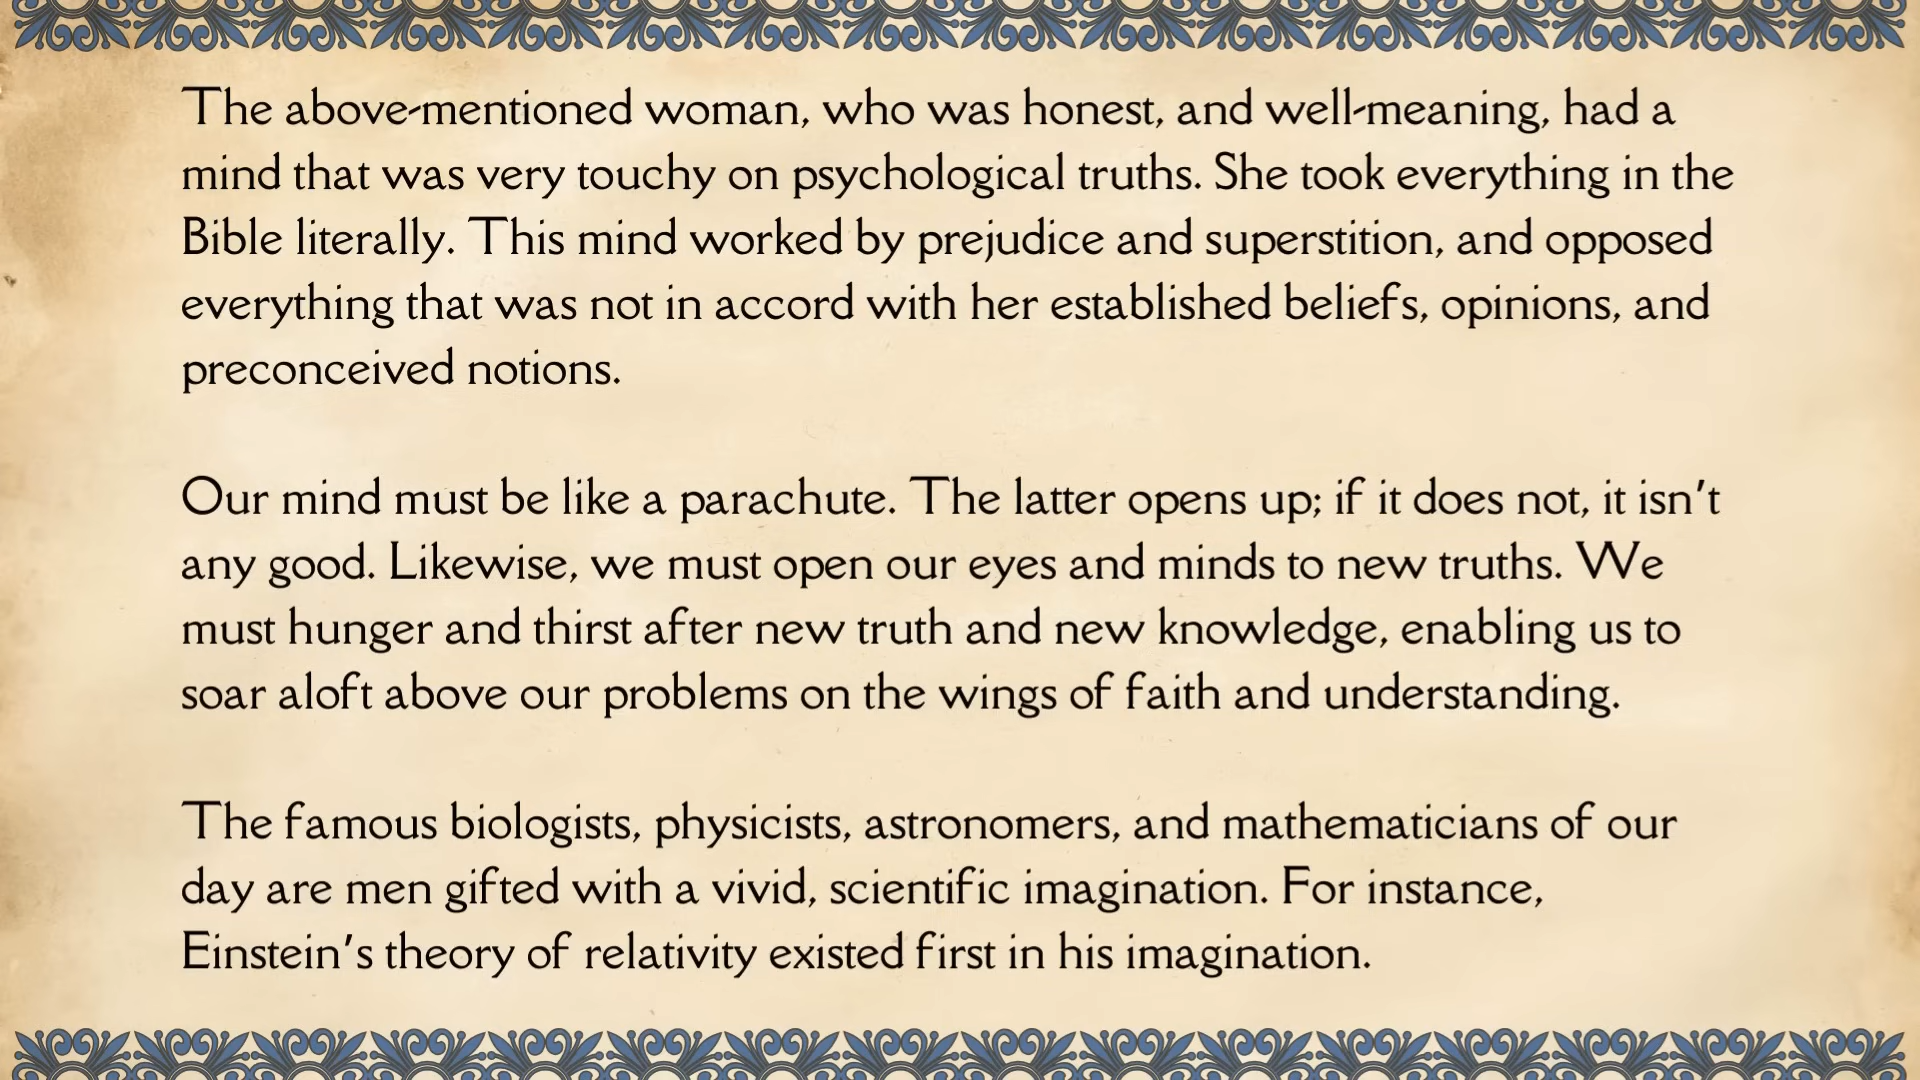 The above-mentioned woman, who was honest, and well-meaning, had a
mind that was very touchy on psychological truths. She took everything in the
Bible literally. This mind worked by prejudice and superstition, and opposed
everything that was not in accord with her established beliefs, opinions, and
preconceived notions.
Our mind must be like a parachute. The latter opens up; if it does not, it isn't
any good. Likewise, we must open our eyes and minds to new truths. We
must hunger and thirst after new truth and new knowledge, enabling us to
soar aloft above our problems on the wings of faith and understanding.
The famous biologists, physicists, astronomers, and mathematicians of our
day are men gifted with a vivid, scientific imagination. For instance,
Einstein's theory of relativity existed first in his imagination.